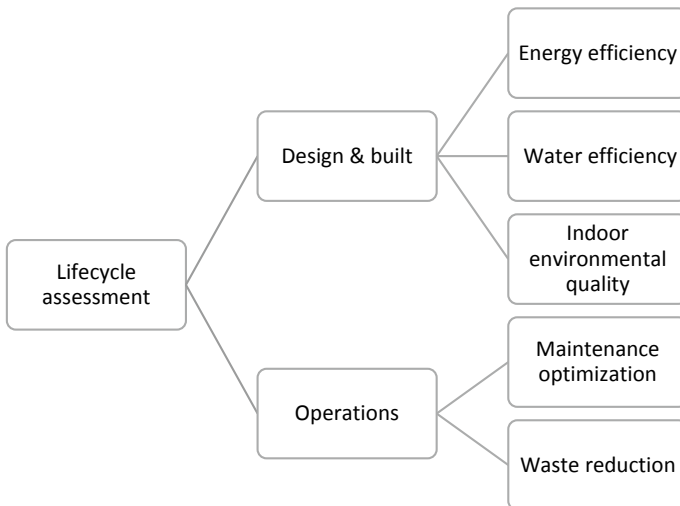 Energy efficiency
Design & built
Water efficiency
Lifecycle
assessment
Indoor
environmental
quality
Operations
Maintenance
optimization
Waste reduction